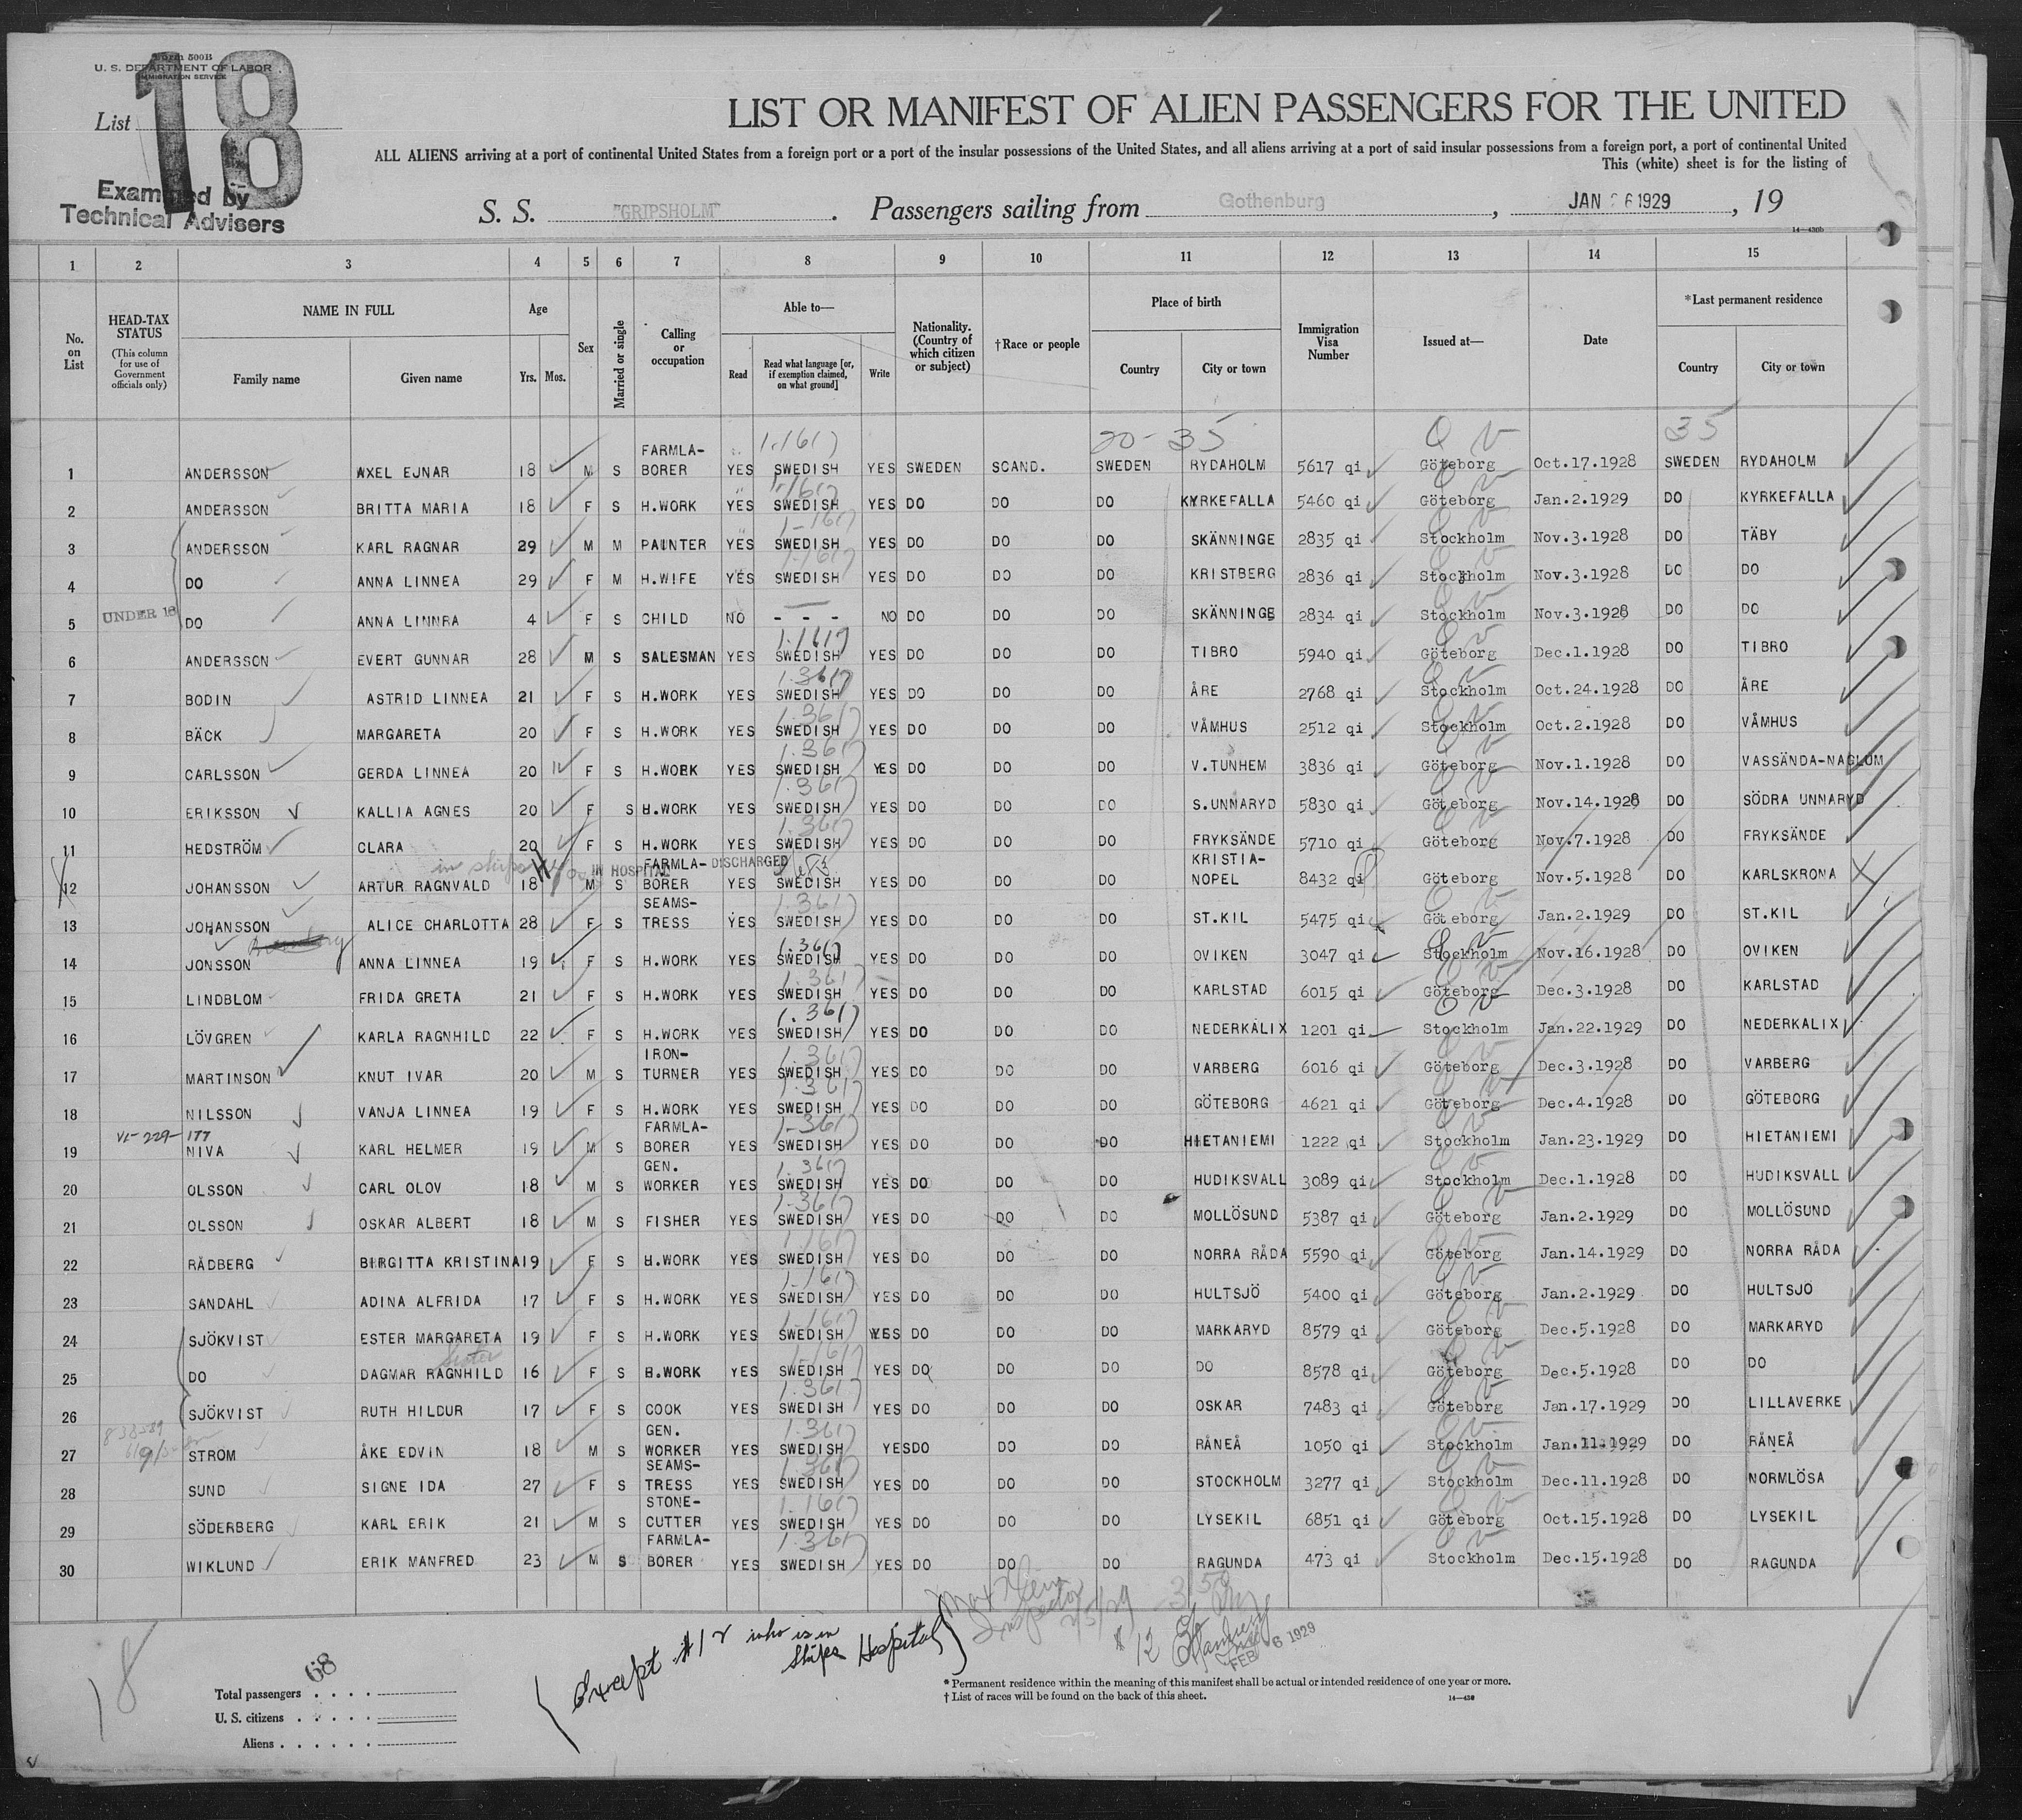 Form 500B
U. S. DEPARTMENT OF LABOR
IMMIGRATION SERVICE
List 18
Examined by
Technical Advisers
LIST OR MANIFEST OF ALIEN PASSENGERS FOR THE UNITED
ALL ALIENS arriving at a port of continental United States from a foreign port or a port of the insular possessions of the United States, and all aliens arriving at a port of said insular possessions from a foreign port, a port of continental United
This (white) sheet is for the listing of
S. S. "GRIPSHOLM". Passengers sailing from Gothenburg, JAN 26 1929, 19
14—430b
1 2 3 4 5 6 7 8 9 10 11 12 13 14 15
No. on List
HEAD-TAX STATUS (This column for use of Government officials only)
NAME IN FULL Family name Given name
Age Yrs. Mos.
Sex
Married or single
Calling or occupation
Able to— Read Read what language [or, if exemption claimed, on what ground] Write
Nationality. (Country of which citizen or subject)
†Race or people
Place of birth Country City or town
Immigration Visa Number
Issued at—
Date
*Last permanent residence Country City or town
20-35 35
1 ANDERSSON AXEL EJNAR 18 M S FARMLA-BORER YES SWEDISH YES SWEDEN SCAND. SWEDEN RYDAHOLM 5617 qi Göteborg Oct.17.1928 SWEDEN RYDAHOLM
2 ANDERSSON BRITTA MARIA 18 F S H.WORK YES SWEDISH YES DO DO DO KYRKEFALLA 5460 qi Göteborg Jan.2.1929 DO KYRKEFALLA
3 ANDERSSON KARL RAGNAR 29 M M PAINTER YES SWEDISH YES DO DO DO SKÄNNINGE 2835 qi Stockholm Nov.3.1928 DO TÄBY
4 DO ANNA LINNEA 29 F M H.WIFE YES SWEDISH YES DO DO DO KRISTBERG 2836 qi Stockholm Nov.3.1928 DO DO
5 UNDER 16 DO ANNA LINNRA 4 F S CHILD NO - - - NO DO DO DO SKÄNNINGE 2834 qi Stockholm Nov.3.1928 DO DO
6 ANDERSSON EVERT GUNNAR 28 M S SALESMAN YES SWEDISH YES DO DO DO TIBRO 5940 qi Göteborg Dec.1.1928 DO TIBRO
7 BODIN ASTRID LINNEA 21 F S H.WORK YES SWEDISH YES DO DO DO ÅRE 2768 qi Stockholm Oct.24.1928 DO ÅRE
8 BÄCK MARGARETA 20 F S H.WORK YES SWEDISH YES DO DO DO VÅMHUS 2512 qi Stockholm Oct.2.1928 DO VÅMHUS
9 CARLSSON GERDA LINNEA 20 F S H.WORK YES SWEDISH YES DO DO DO V.TUNHEM 3836 qi Göteborg Nov.1.1928 DO VASSÄNDA-NAGLUM
10 ERIKSSON KALLIA AGNES 20 F S H.WORK YES SWEDISH YES DO DO DO S.UNNARYD 5830 qi Göteborg Nov.14.1928 DO SÖDRA UNNARYD
11 HEDSTRÖM CLARA 20 F S H.WORK YES SWEDISH YES DO DO DO FRYKSÄNDE 5710 qi Göteborg Nov.7.1928 DO FRYKSÄNDE
in ships IN HOSPITAL DISCHARGED
12 JOHANSSON ARTUR RAGNVALD 18 M S FARMLA-BORER YES SWEDISH YES DO DO DO KRISTIA-NOPEL 8432 qi Göteborg Nov.5.1928 DO KARLSKRONA
13 JOHANSSON ALICE CHARLOTTA 28 F S SEAMS-TRESS YES SWEDISH YES DO DO DO ST.KIL 5475 qi Göteborg Jan.2.1929 DO ST.KIL
14 JONSSON ANNA LINNEA 19 F S H.WORK YES SWEDISH YES DO DO DO OVIKEN 3047 qi Stockholm Nov.16.1928 DO OVIKEN
15 LINDBLOM FRIDA GRETA 21 F S H.WORK YES SWEDISH YES DO DO DO KARLSTAD 6015 qi Göteborg Dec.3.1928 DO KARLSTAD
16 LÖVGREN KARLA RAGNHILD 22 F S H.WORK YES SWEDISH YES DO DO DO NEDERKALIX 1201 qi Stockholm Jan.22.1929 DO NEDERKALIX
17 MARTINSON KNUT IVAR 20 M S IRON-TURNER YES SWEDISH YES DO DO DO VARBERG 6016 qi Göteborg Dec.3.1928 DO VARBERG
18 NILSSON VANJA LINNEA 19 F S H.WORK YES SWEDISH YES DO DO DO GÖTEBORG 4621 qi Göteborg Dec.4.1928 DO GÖTEBORG
19 NIVA KARL HELMER 19 M S FARMLA-BORER YES SWEDISH YES DO DO DO HIETANIEMI 1222 qi Stockholm Jan.23.1929 DO HIETANIEMI
20 OLSSON CARL OLOV 18 M S GEN. WORKER YES SWEDISH YES DO DO DO HUDIKSVALL 3089 qi Stockholm Dec.1.1928 DO HUDIKSVALL
21 OLSSON OSKAR ALBERT 18 M S FISHER YES SWEDISH YES DO DO DO MOLLÖSUND 5387 qi Göteborg Jan.2.1929 DO MOLLÖSUND
22 RÅDBERG BIRGITTA KRISTINA 19 F S H.WORK YES SWEDISH YES DO DO DO NORRA RÅDA 5590 qi Göteborg Jan.14.1929 DO NORRA RÅDA
23 SANDAHL ADINA ALFRIDA 17 F S H.WORK YES SWEDISH YES DO DO DO HULTSJÖ 5400 qi Göteborg Jan.2.1929 DO HULTSJÖ
24 SJÖKVIST ESTER MARGARETA 19 F S H.WORK YES SWEDISH YES DO DO DO MARKARYD 8579 qi Göteborg Dec.5.1928 DO MARKARYD
Sister
25 DO DAGMAR RAGNHILD 16 F S H.WORK YES SWEDISH YES DO DO DO DO 8578 qi Göteborg Dec.5.1928 DO DO
26 SJÖKVIST RUTH HILDUR 17 F S COOK YES SWEDISH YES DO DO DO OSKAR 7483 qi Göteborg Jan.17.1929 DO LILLAVERKE
27 STRÖM ÅKE EDVIN 18 M S GEN. WORKER YES SWEDISH YES DO DO DO RÅNEÅ 1050 qi Stockholm Jan.11.1929 DO RÅNEÅ
28 SUND SIGNE IDA 27 F S SEAMS-TRESS YES SWEDISH YES DO DO DO STOCKHOLM 3277 qi Stockholm Dec.11.1928 DO NORMLÖSA
29 SÖDERBERG KARL ERIK 21 M S STONE-CUTTER YES SWEDISH YES DO DO DO LYSEKIL 6851 qi Göteborg Oct.15.1928 DO LYSEKIL
30 WIKLUND ERIK MANFRED 23 M S FARMLA-BORER YES SWEDISH YES DO DO DO RAGUNDA 473 qi Stockholm Dec.15.1928 DO RAGUNDA
Inspector 2/5/29
Except #12 who is in Ships Hospital
#12
FEB 6 1929
18
68
Total passengers
U. S. citizens
Aliens
* Permanent residence within the meaning of this manifest shall be actual or intended residence of one year or more.
† List of races will be found on the back of this sheet.
14—430